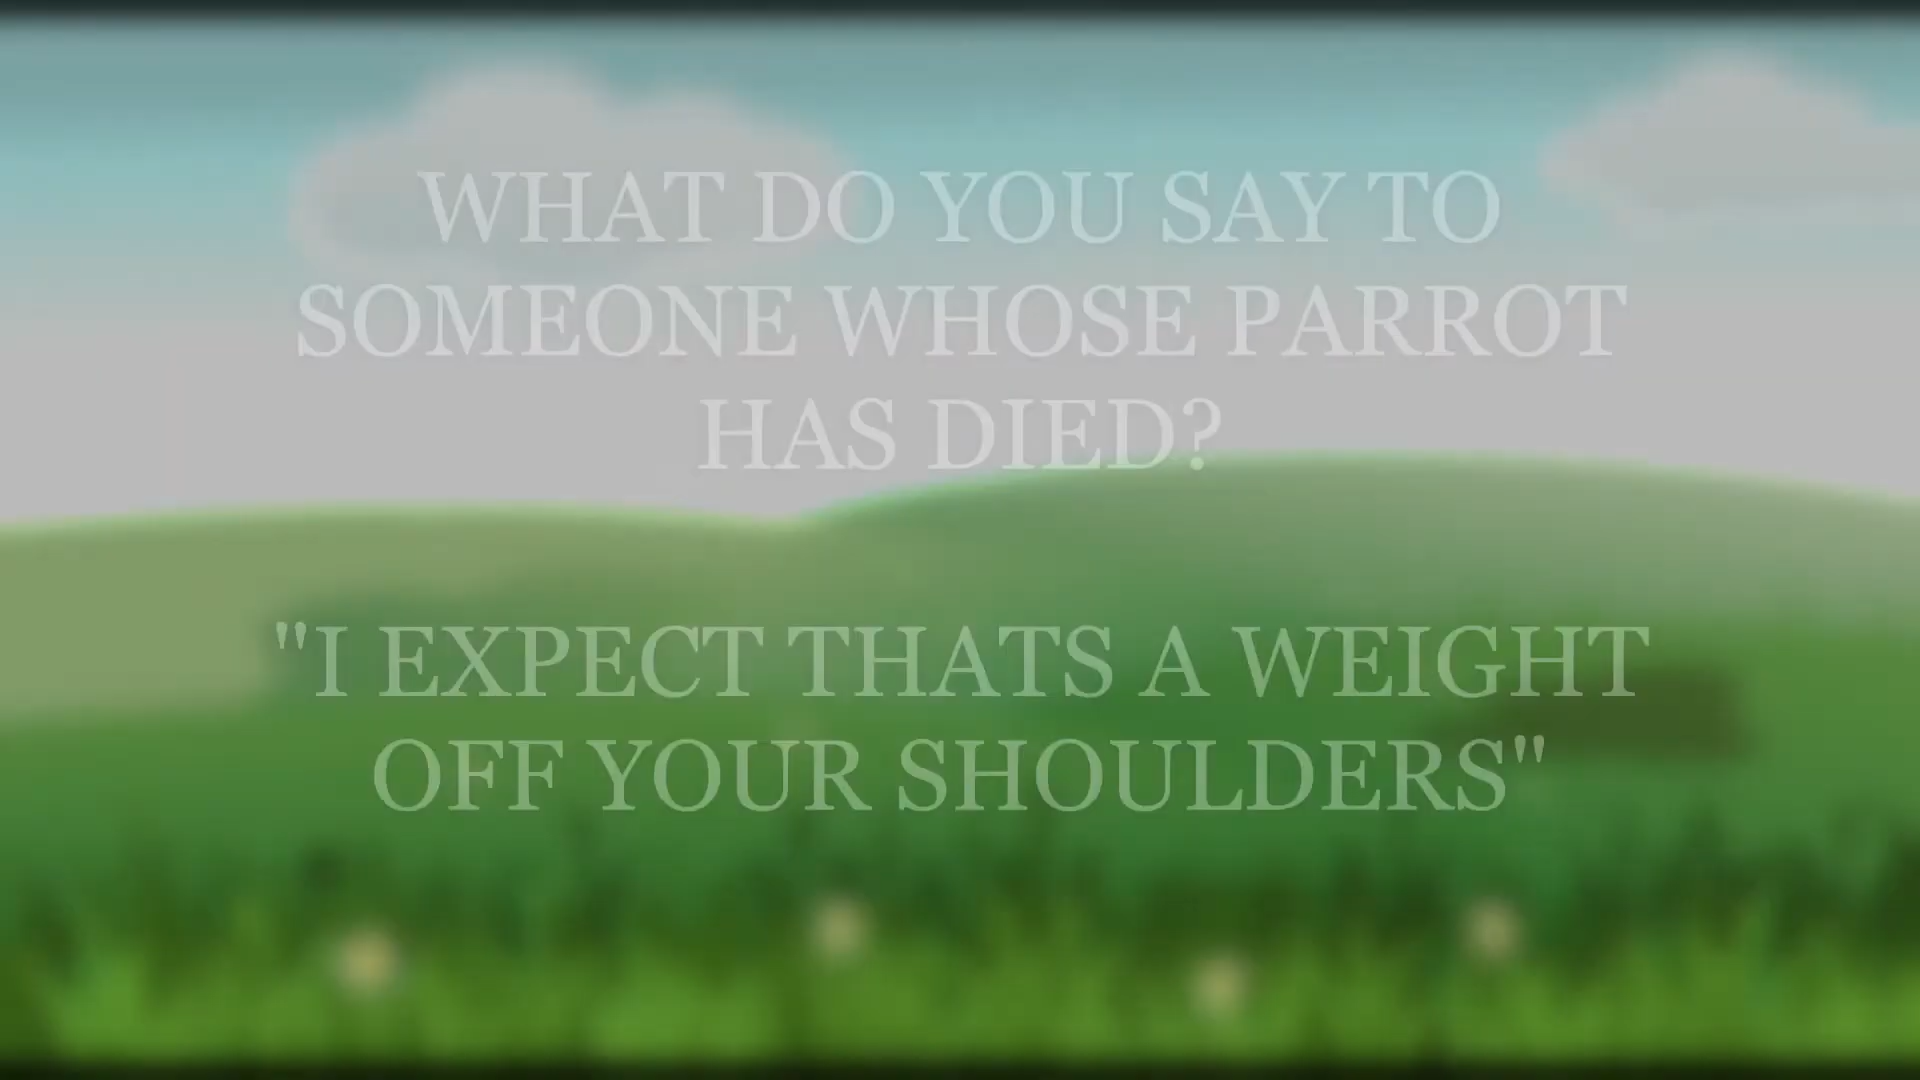 WHAT DO YOU SAY TO
SOMEONE WHOSE PARROT
HAS DIED?
"I EXPECT THATS A WEIGHT
OFF YOUR SHOULDERS"